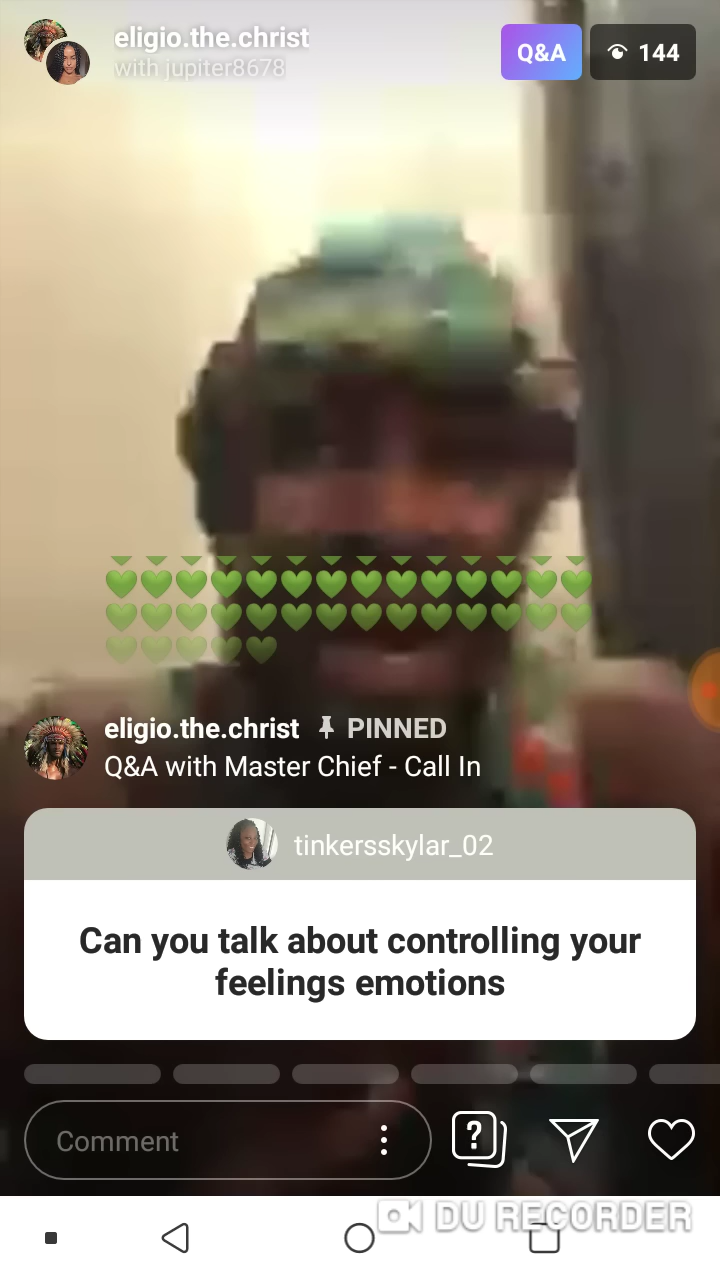 eligio.the.christ
with jupiter8678
Q&A
144
eligio.the.christ PINNED
Q&A with Master Chief - Call In
tinkersskylar_02
Can you talk about controlling your
feelings emotions
Comment
?
DU RECORDER